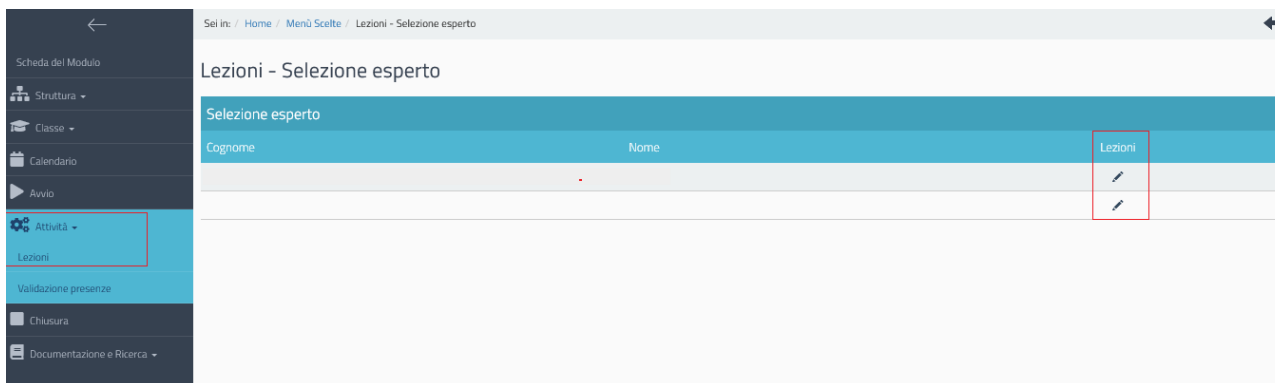 Sei in: / Home / Menù Scelte / Lezioni - Selezione esperto
Scheda del Modulo
Struttura
Classe
Calendario
Avvio
Attività
Lezioni
Validazione presenze
Chiusura
Documentazione e Ricerca
Lezioni - Selezione esperto
Selezione esperto
Cognome Nome Lezioni